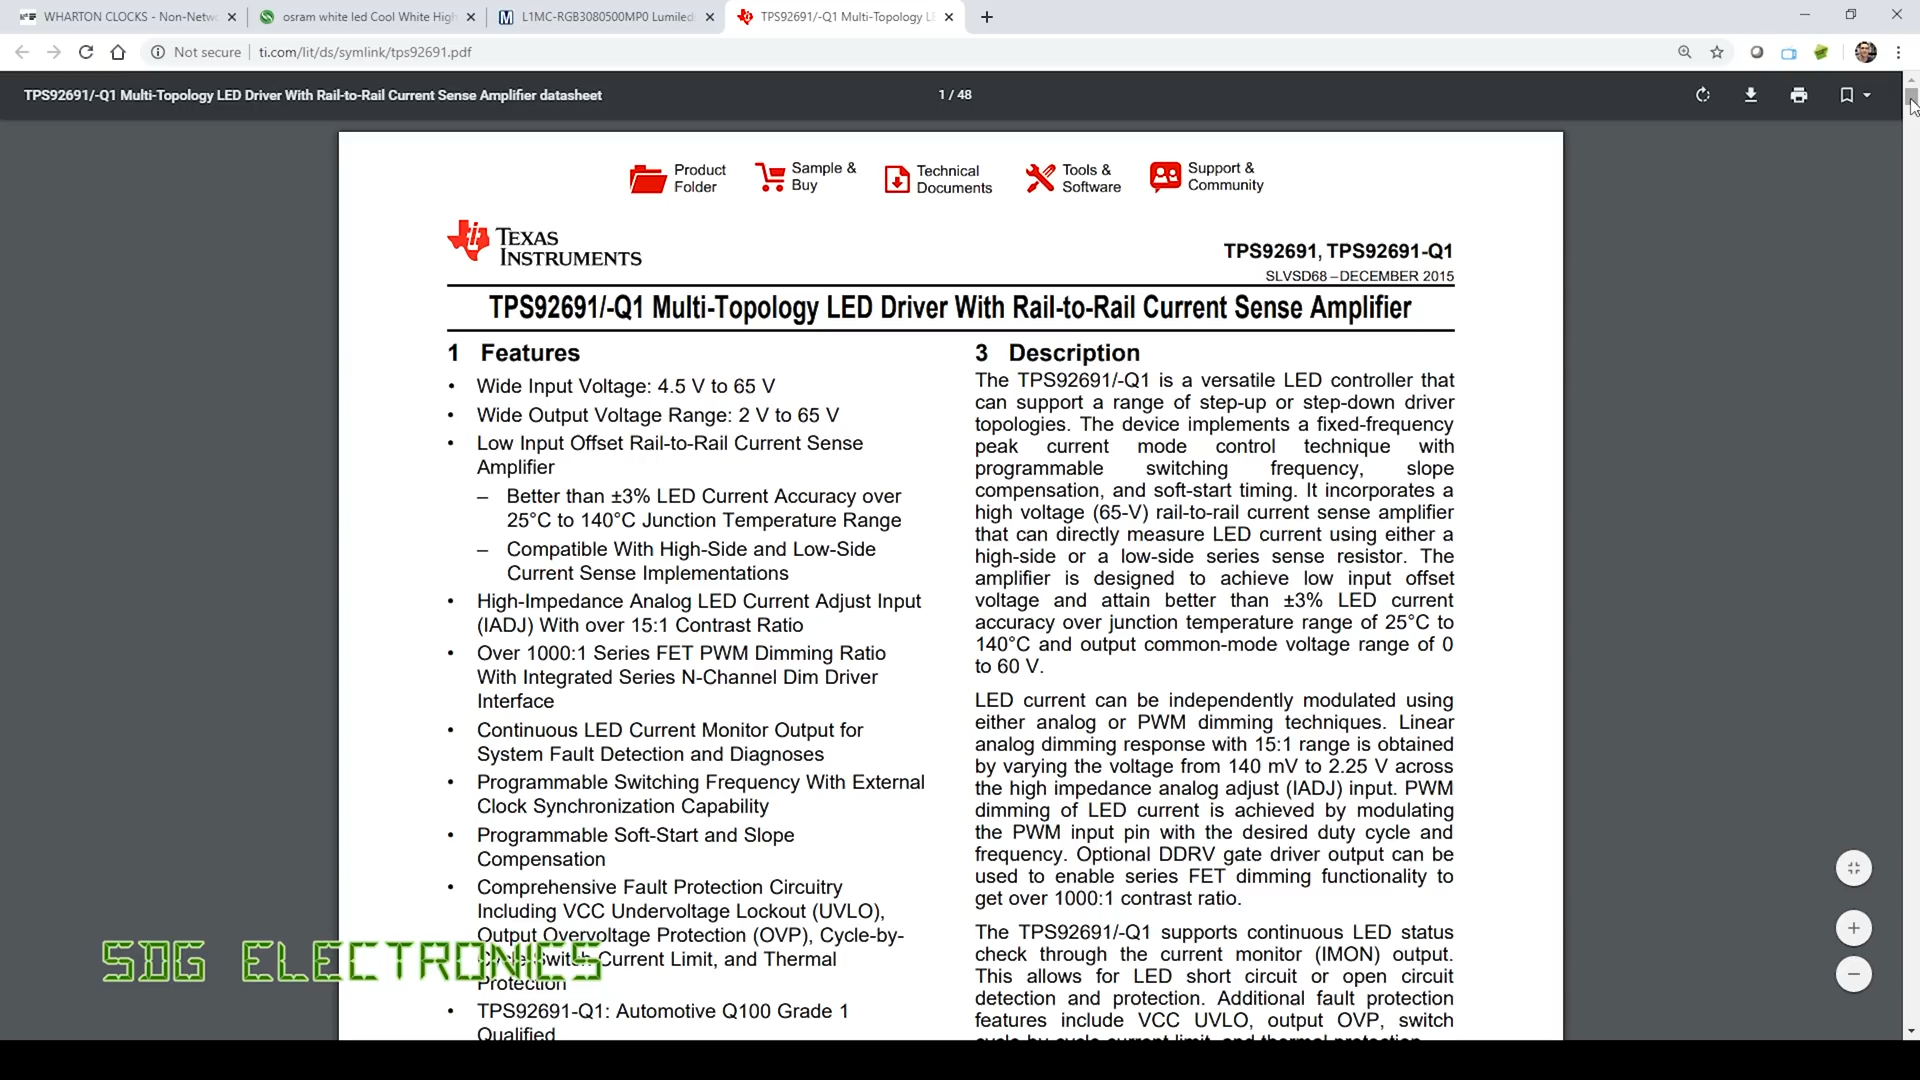 WHARTON CLOCKS - Non-Netw
osram white led Cool White High
L1MC-RGB3080500MP0 Lumiled
TPS92691/-Q1 Multi-Topology LE
Not secure
ti.com/lit/ds/symlink/tps92691.pdf
TPS92691/-Q1 Multi-Topology LED Driver With Rail-to-Rail Current Sense Amplifier datasheet
1 / 48
Product
Folder
Sample &
Buy
Technical
Documents
Tools &
Software
Support &
Community
TEXAS
INSTRUMENTS
TPS92691, TPS92691-Q1
SLVSD68 –DECEMBER 2015
TPS92691/-Q1 Multi-Topology LED Driver With Rail-to-Rail Current Sense Amplifier
1 Features
• Wide Input Voltage: 4.5 V to 65 V
• Wide Output Voltage Range: 2 V to 65 V
• Low Input Offset Rail-to-Rail Current Sense
Amplifier
– Better than ±3% LED Current Accuracy over
25°C to 140°C Junction Temperature Range
– Compatible With High-Side and Low-Side
Current Sense Implementations
• High-Impedance Analog LED Current Adjust Input
(IADJ) With over 15:1 Contrast Ratio
• Over 1000:1 Series FET PWM Dimming Ratio
With Integrated Series N-Channel Dim Driver
Interface
• Continuous LED Current Monitor Output for
System Fault Detection and Diagnoses
• Programmable Switching Frequency With External
Clock Synchronization Capability
• Programmable Soft-Start and Slope
Compensation
• Comprehensive Fault Protection Circuitry
Including VCC Undervoltage Lockout (UVLO),
Output Overvoltage Protection (OVP), Cycle-by-
Cycle Switch Current Limit, and Thermal
Protection
• TPS92691-Q1: Automotive Q100 Grade 1
Qualified
3 Description
The TPS92691/-Q1 is a versatile LED controller that
can support a range of step-up or step-down driver
topologies. The device implements a fixed-frequency
peak current mode control technique with
programmable switching frequency, slope
compensation, and soft-start timing. It incorporates a
high voltage (65-V) rail-to-rail current sense amplifier
that can directly measure LED current using either a
high-side or a low-side series sense resistor. The
amplifier is designed to achieve low input offset
voltage and attain better than ±3% LED current
accuracy over junction temperature range of 25°C to
140°C and output common-mode voltage range of 0
to 60 V.
LED current can be independently modulated using
either analog or PWM dimming techniques. Linear
analog dimming response with 15:1 range is obtained
by varying the voltage from 140 mV to 2.25 V across
the high impedance analog adjust (IADJ) input. PWM
dimming of LED current is achieved by modulating
the PWM input pin with the desired duty cycle and
frequency. Optional DDRV gate driver output can be
used to enable series FET dimming functionality to
get over 1000:1 contrast ratio.
The TPS92691/-Q1 supports continuous LED status
check through the current monitor (IMON) output.
This allows for LED short circuit or open circuit
detection and protection. Additional fault protection
features include VCC UVLO, output OVP, switch
cycle-by-cycle current limit, and thermal protection.
SDG ELECTRONICS